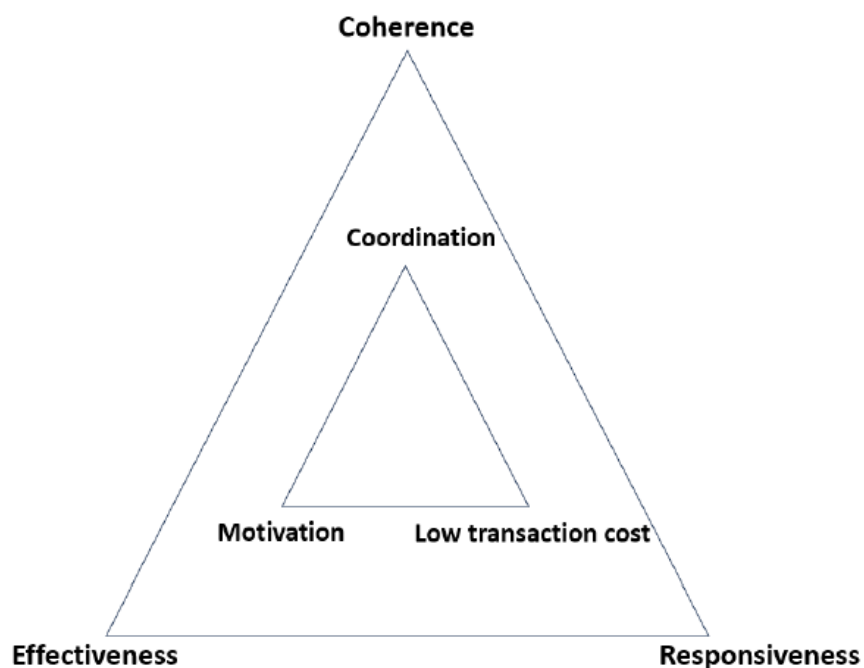 Coherence
Coordination
Motivation
Low transaction cost
Effectiveness
Responsiveness